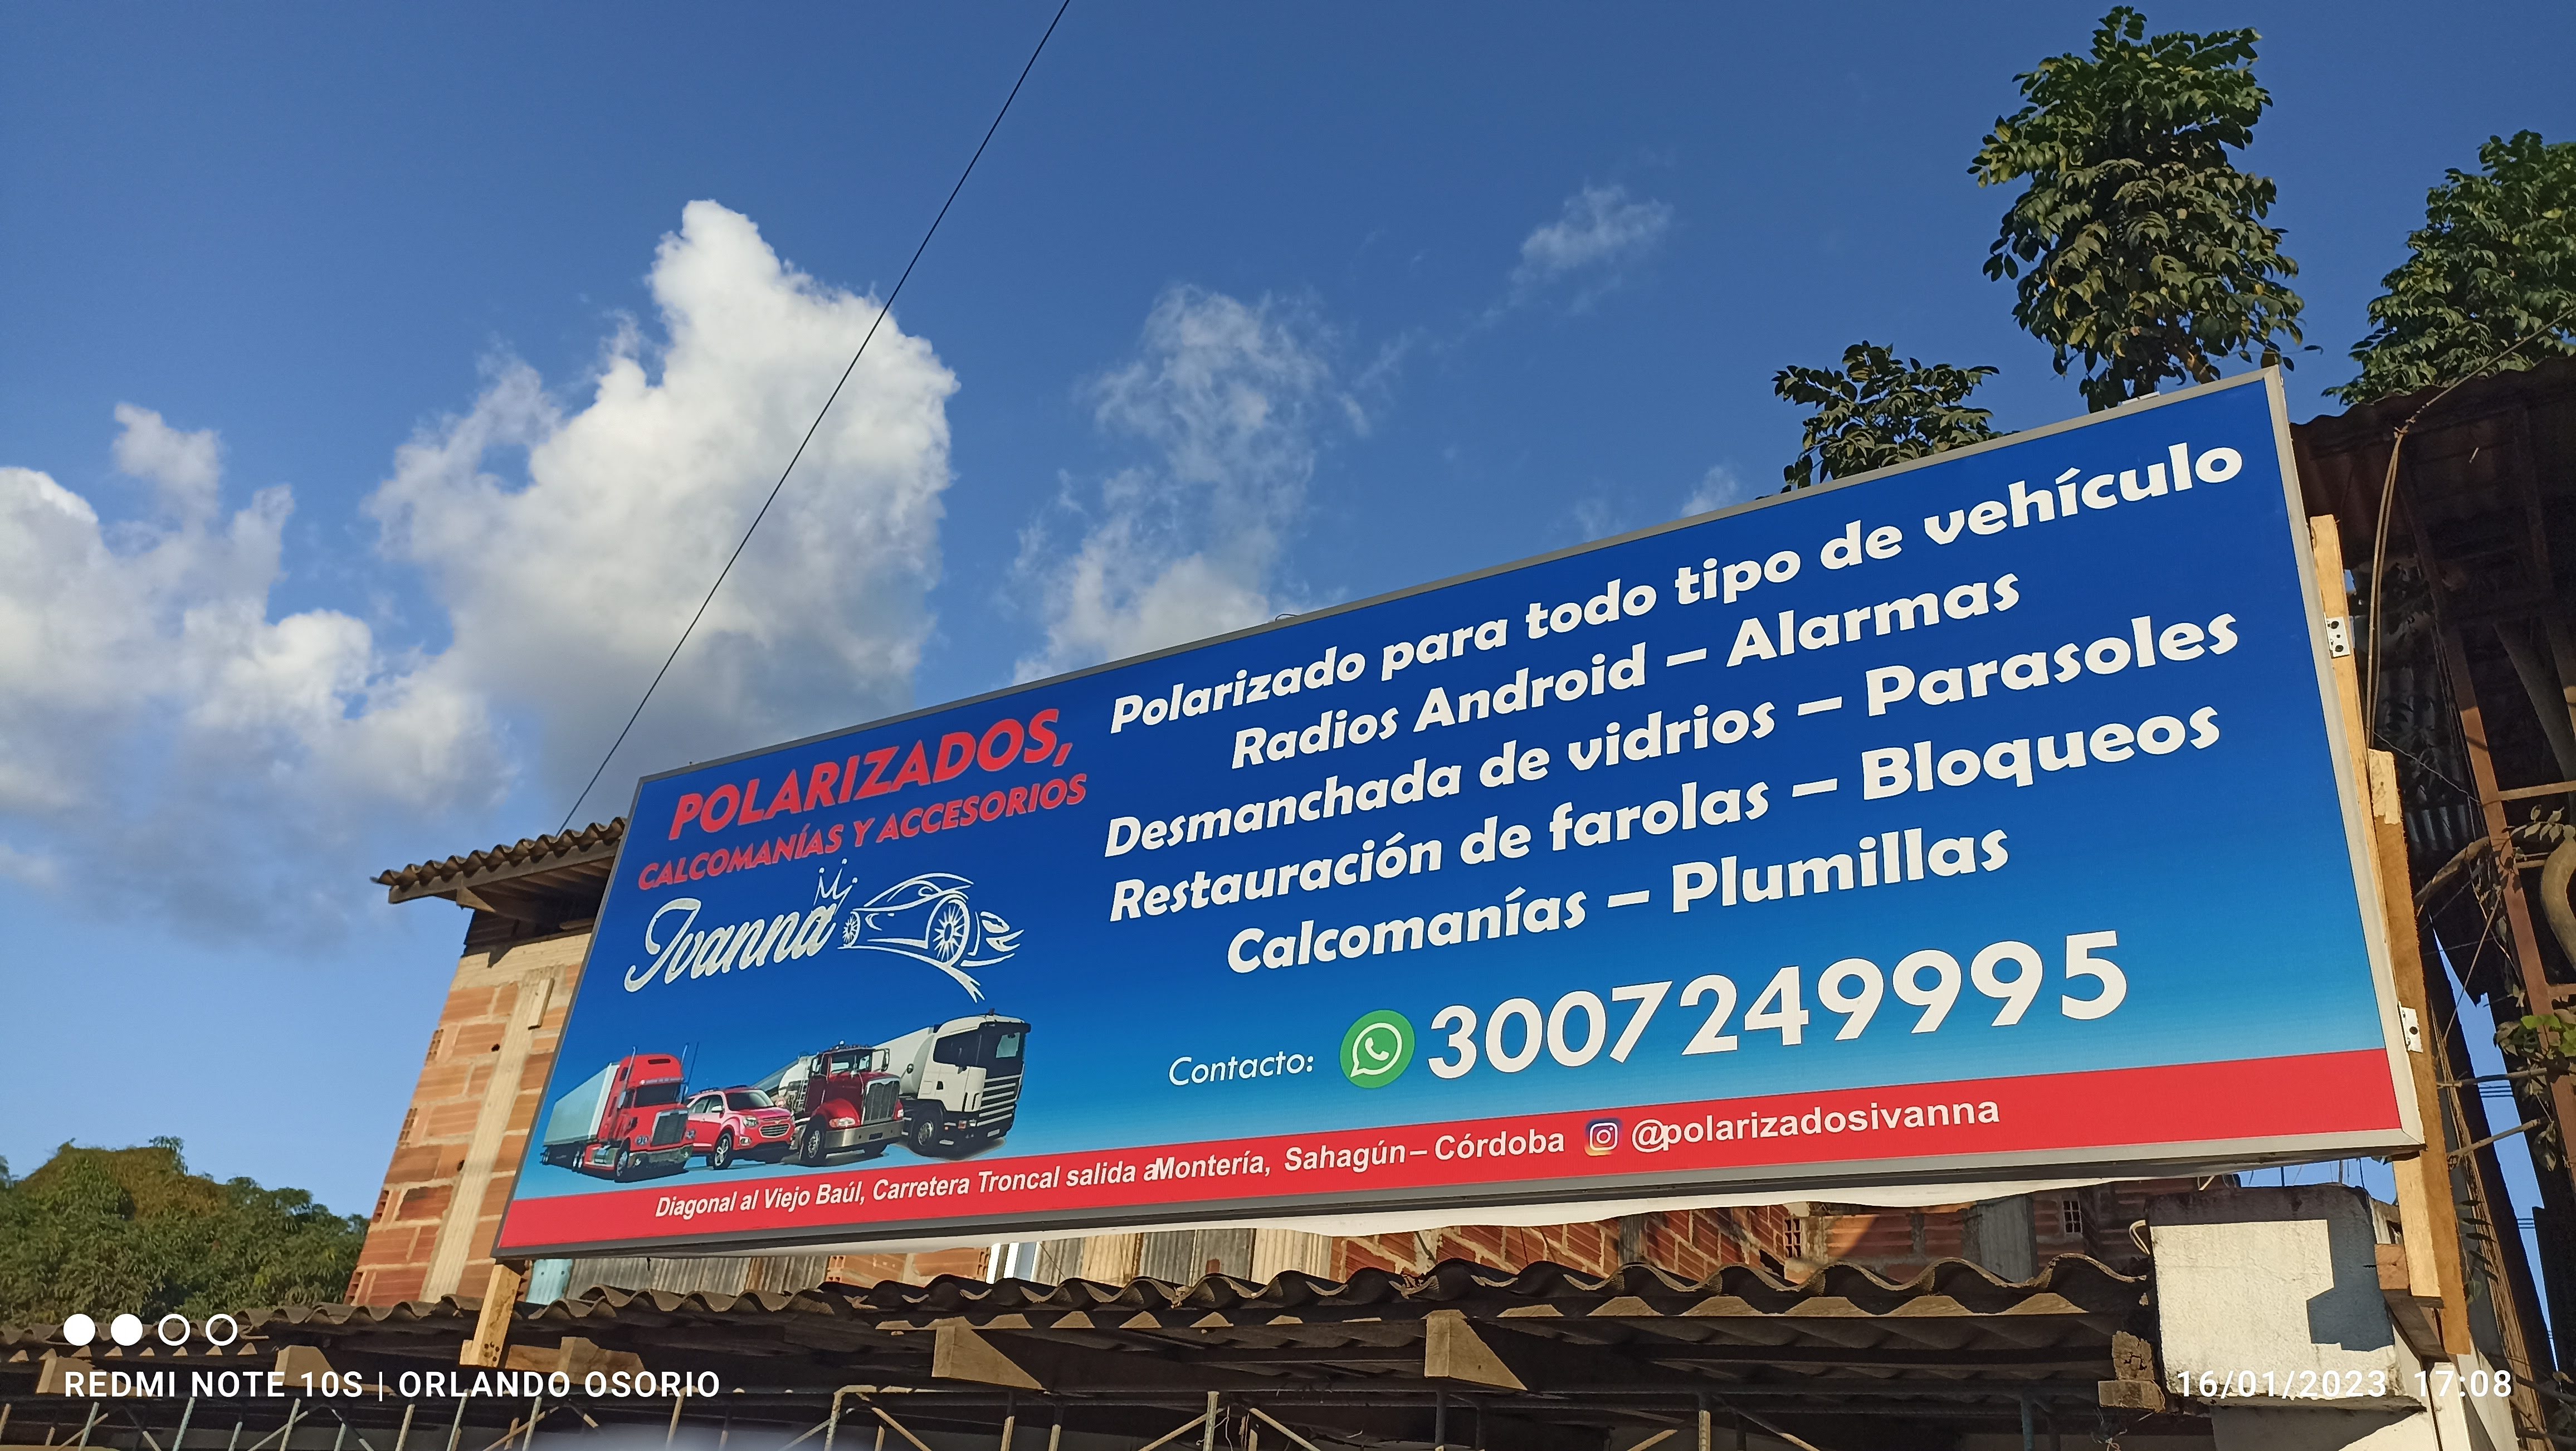 POLARIZADOS,
CALCOMANÍAS Y ACCESORIOS
Ivanna
Polarizado para todo tipo de vehículo
Radios Android – Alarmas
Desmanchada de vidrios – Parasoles
Restauración de farolas – Bloqueos
Calcomanías – Plumillas
Contacto: 3007249995
Diagonal al Viejo Baúl, Carretera Troncal salida a Montería, Sahagún – Córdoba @polarizadosivanna
REDMI NOTE 10S | ORLANDO OSORIO
16/01/2023 17:08